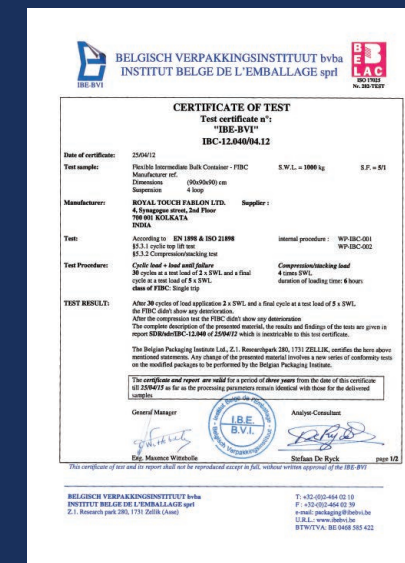 BELGISCH VERPAKKINGSINSTITUUT bvba
INSTITUT BELGE DE L'EMBALLAGE sprl
IBE-BVI
BELAC
ISO 17025
Nr. 282-TEST
CERTIFICATE OF TEST
Test certificate n°:
"IBE-BVI"
IBC-12.040/04.12
Date of certificate: 25/04/12
Test sample: Flexible Intermediate Bulk Container - FIBC S.W.L. = 1000 kg S.F. = 5/1
Manufacturer ref.
Dimensions (90x90x90) cm
Suspension 4 loop
Manufacturer: ROYAL TOUCH FABLON LTD. Supplier :
4, Synagogue street, 2nd Floor
700 001 KOLKATA
INDIA
Test: According to EN 1898 & ISO 21898 internal procedure : WP-IBC-001
§5.3.1 cyclic top lift test WP-IBC-002
§5.3.2 Compression/stacking test
Test Procedure: Cyclic load + load until failure Compression/stacking load
30 cycles at a test load of 2 x SWL and a final 4 times SWL
cycle at a test load of 5 x SWL duration of loading time: 6 hours
class of FIBC: Single trip
TEST RESULT: After 30 cycles of load application 2 x SWL and a final cycle at a test load of 5 x SWL
the FIBC didn't show any deterioration.
After the compression test the FIBC didn't show any deterioration
The complete description of the presented material, the results and findings of the tests are given in
report SDR/sdr/IBC-12.040 of 25/04/2012 which is inextricable to this test certificate.
The Belgian Packaging Institute Ltd., Z.1. Researchpark 280, 1731 ZELLIK, certifies the here above
mentioned statements. Any change of the presented material involves a new series of conformity tests
on the modified packages to be performed by the Belgian Packaging Institute.
The certificate and report are valid for a period of three years from the date of this certificate
till 25/04/15 as far as the processing parameters remain identical with those for the delivered
samples
General Manager Analyst-Consultant
I.B.E.
B.V.I.
Eng. Maxence Wittebolle Stefaan De Ryck page 1/2
This certificate of test and its report shall not be reproduced except in full, without written approval of the IBE-BVI
BELGISCH VERPAKKINGSINSTITUUT bvba T: +32-(0)2-464 02 10
INSTITUT BELGE DE L'EMBALLAGE sprl F : +32-(0)2-464 02 39
Z.1. Research park 280, 1731 Zellik (Asse) e-mail: packaging@ibebvi.be
U.R.L.: www.ibebvi.be
BTW/TVA: BE 0468 585 422